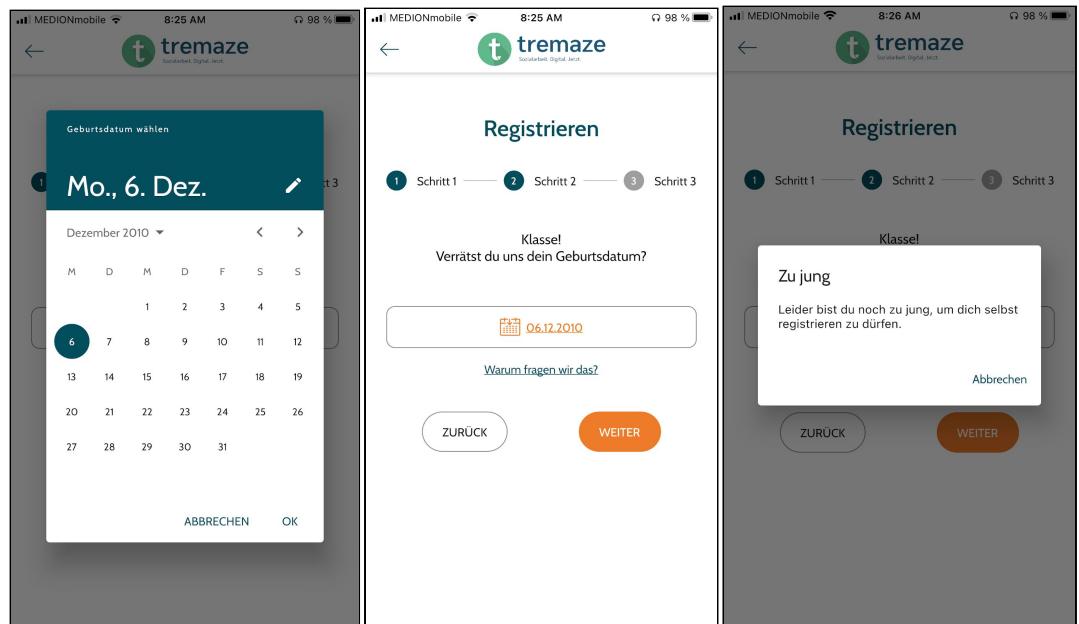 MEDIONmobile 8:25 AM 98 %
tremaze
Sozialarbeit. Digital. Jetzt.
1
tt 3
Geburtsdatum wählen
Mo., 6. Dez.
Dezember 2010
M D M D F S S
1 2 3 4 5
6 7 8 9 10 11 12
13 14 15 16 17 18 19
20 21 22 23 24 25 26
27 28 29 30 31
ABBRECHEN OK
MEDIONmobile 8:25 AM 98 %
tremaze
Sozialarbeit. Digital. Jetzt.
Registrieren
1 Schritt 1 2 Schritt 2 3 Schritt 3
Klasse!
Verrätst du uns dein Geburtsdatum?
06.12.2010
Warum fragen wir das?
ZURÜCK WEITER
MEDIONmobile 8:26 AM 98 %
tremaze
Sozialarbeit. Digital. Jetzt.
Registrieren
1 Schritt 1 2 Schritt 2 3 Schritt 3
Klasse!
Zu jung
Leider bist du noch zu jung, um dich selbst
registrieren zu dürfen.
Abbrechen
ZURÜCK WEITER